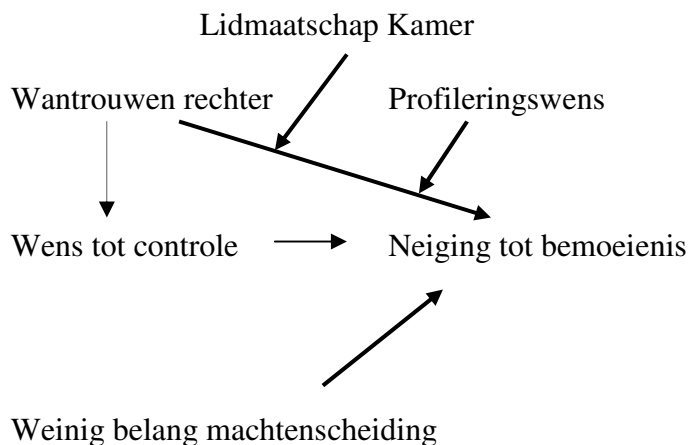 Lidmaatschap Kamer
Wantrouwen rechter
Profileringswens
Wens tot controle
Neiging tot bemoeienis
Weinig belang machtenscheiding